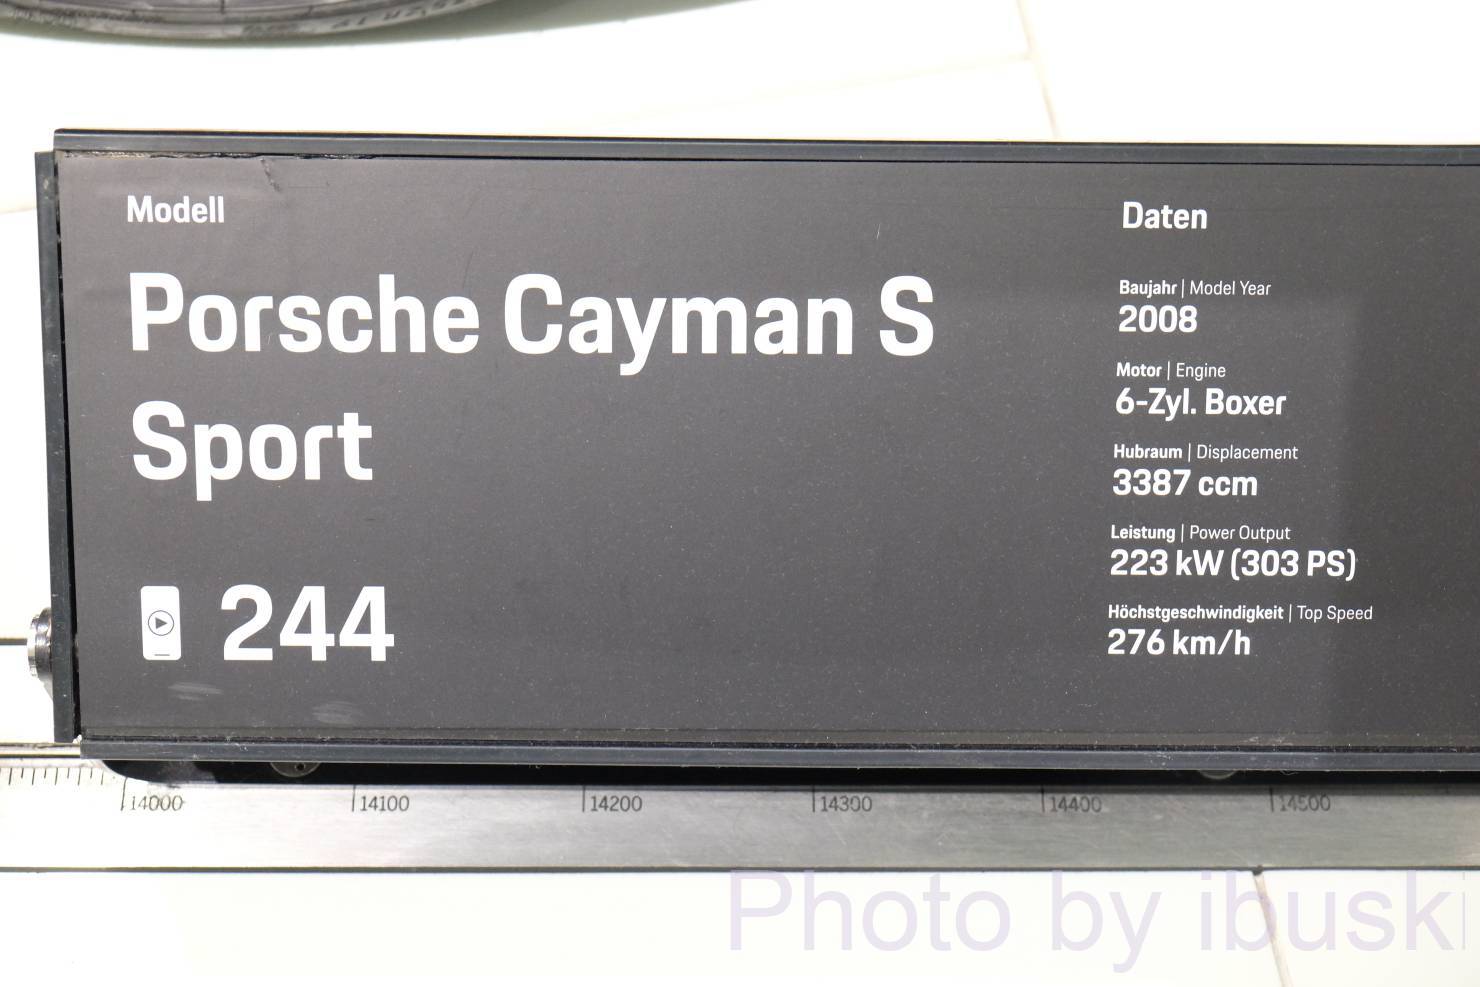 Modell
Porsche Cayman S
Sport
244
Daten
Baujahr | Model Year
2008
Motor | Engine
6-Zyl. Boxer
Hubraum | Displacement
3387 ccm
Leistung | Power Output
223 kW (303 PS)
Höchstgeschwindigkeit | Top Speed
276 km/h
14000 14100 14200 14300 14400 14500
Photo by ibuski